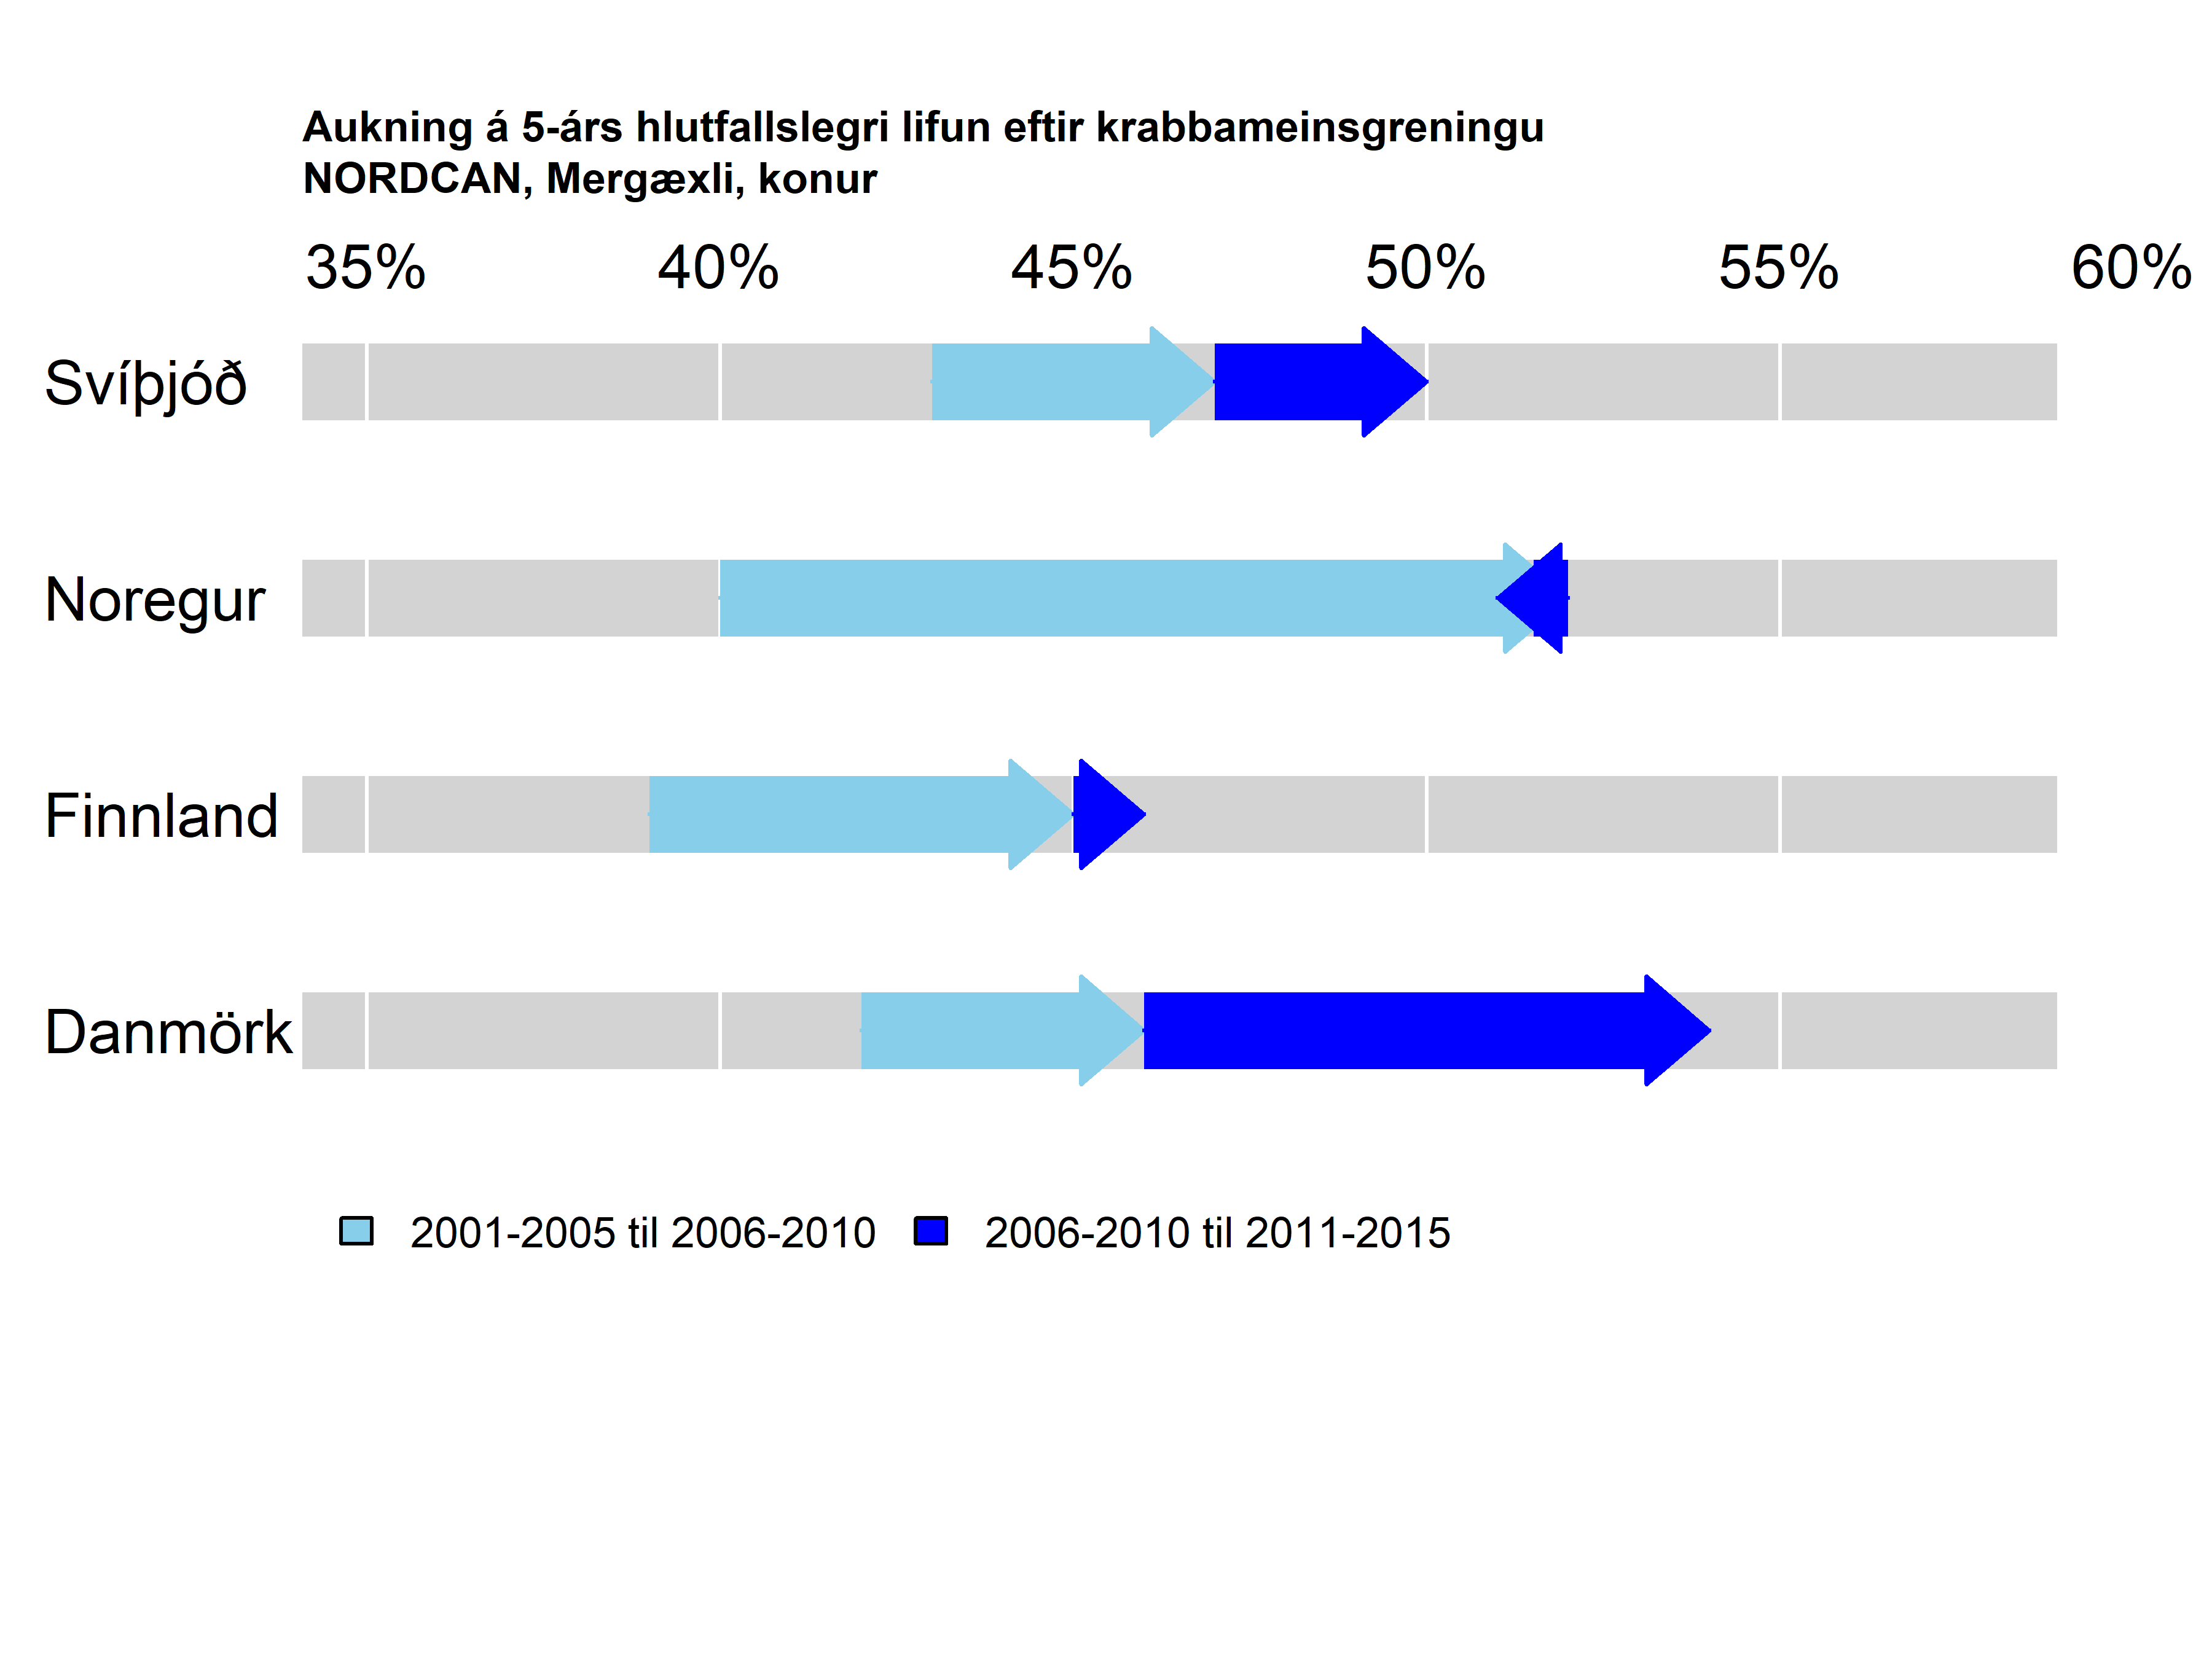 Aukning á 5-árs hlutfallslegri lifun eftir krabbameinsgreningu
NORDCAN, Mergæxli, konur
35% 40% 45% 50% 55% 60%
Svíþjóð
Noregur
Finnland
Danmörk
2001-2005 til 2006-2010 2006-2010 til 2011-2015